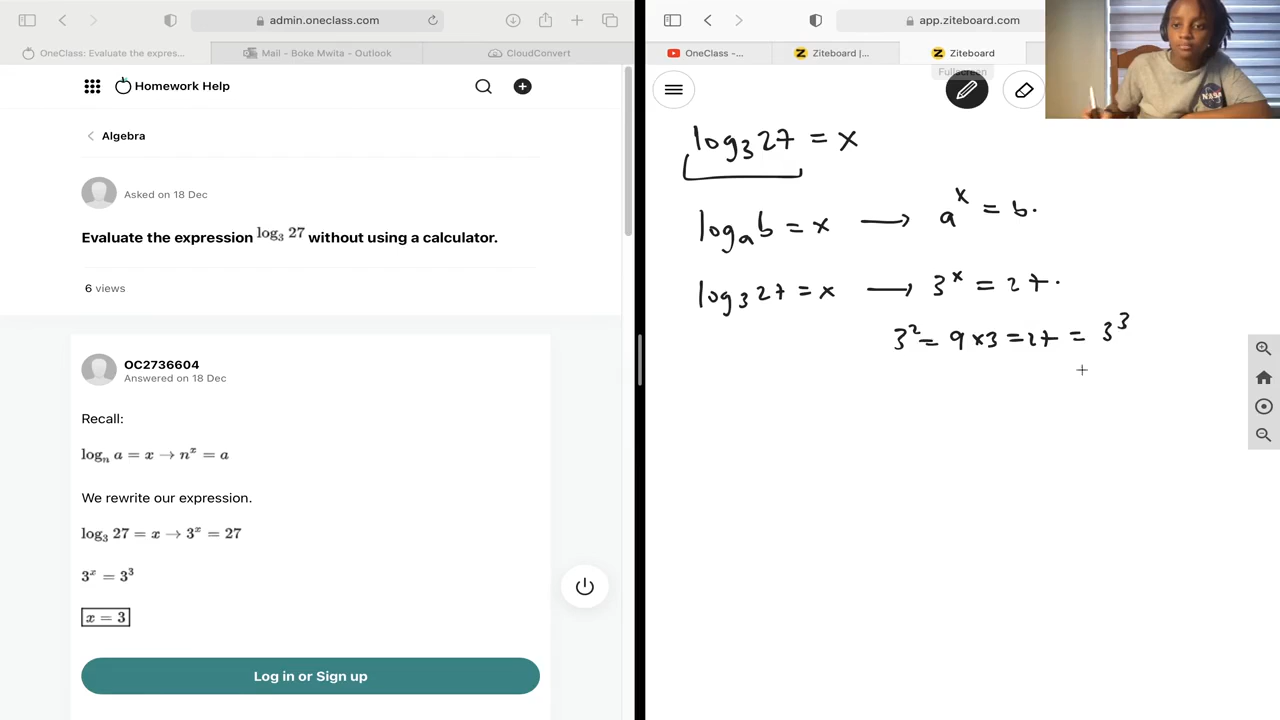 admin.oneclass.com
OneClass: Evaluate the expres...
Mail – Boke Mwita – Outlook
CloudConvert
Homework Help
Algebra
Asked on 18 Dec
Evaluate the expression log₃ 27 without using a calculator.
6 views
OC2736604
Answered on 18 Dec
Recall:
logₙ a = x → nˣ = a
We rewrite our expression.
log₃ 27 = x → 3ˣ = 27
3ˣ = 3³
x = 3
Log in or Sign up
app.ziteboard.com
OneClass -...
Ziteboard |...
Ziteboard
Fullscreen
NASA
log₃27 = x
logₐb = x → aˣ = b.
log₃27 = x → 3ˣ = 27.
3² = 9×3 = 27 = 3³